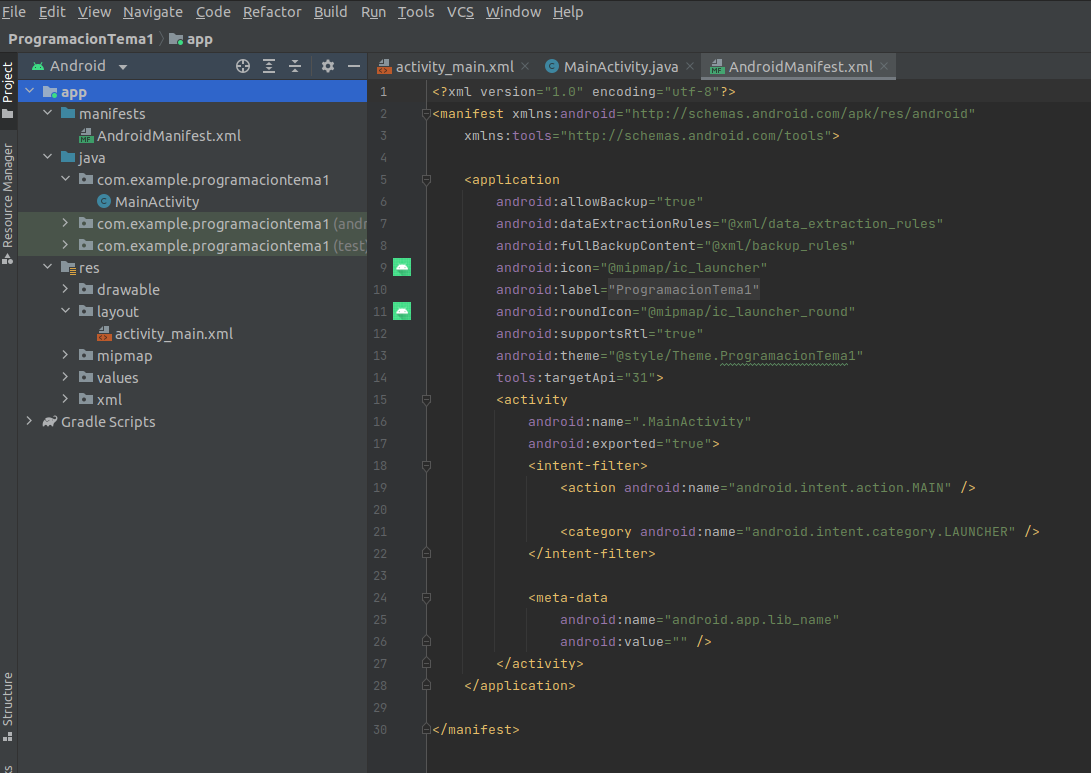 File Edit View Navigate Code Refactor Build Run Tools VCS Window Help
ProgramacionTema1 app
Project
Resource Manager
Structure
Android
app
manifests
AndroidManifest.xml
java
com.example.programaciontema1
MainActivity
com.example.programaciontema1 (andr
com.example.programaciontema1 (test)
res
drawable
layout
activity_main.xml
mipmap
values
xml
Gradle Scripts
activity_main.xml MainActivity.java AndroidManifest.xml
1 <?xml version="1.0" encoding="utf-8"?>
2 <manifest xmlns:android="http://schemas.android.com/apk/res/android"
3 xmlns:tools="http://schemas.android.com/tools">
4
5 <application
6 android:allowBackup="true"
7 android:dataExtractionRules="@xml/data_extraction_rules"
8 android:fullBackupContent="@xml/backup_rules"
9 android:icon="@mipmap/ic_launcher"
10 android:label="ProgramacionTema1"
11 android:roundIcon="@mipmap/ic_launcher_round"
12 android:supportsRtl="true"
13 android:theme="@style/Theme.ProgramacionTema1"
14 tools:targetApi="31">
15 <activity
16 android:name=".MainActivity"
17 android:exported="true">
18 <intent-filter>
19 <action android:name="android.intent.action.MAIN" />
20
21 <category android:name="android.intent.category.LAUNCHER" />
22 </intent-filter>
23
24 <meta-data
25 android:name="android.app.lib_name"
26 android:value="" />
27 </activity>
28 </application>
29
30 </manifest>